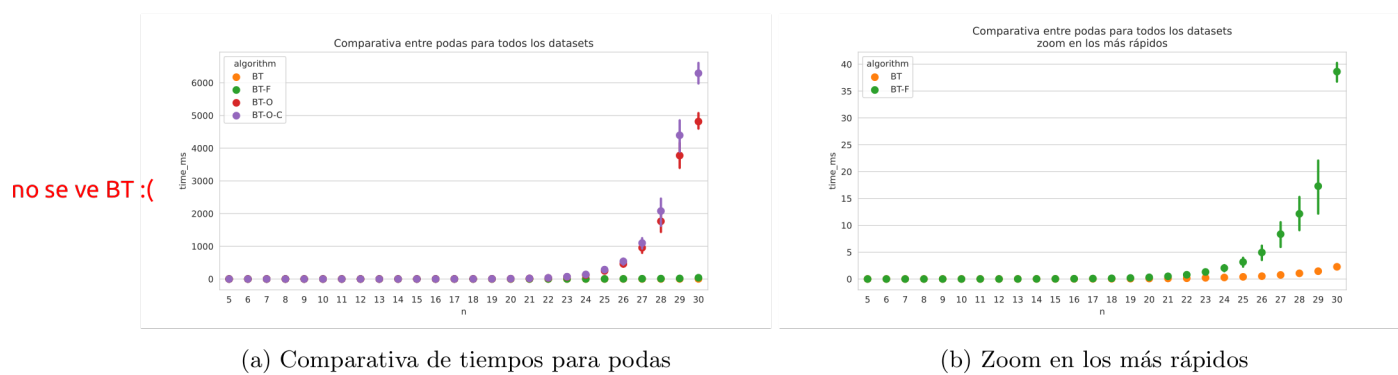 no se ve BT :(
Comparativa entre podas para todos los datasets
algorithm
BT
BT-F
BT-O
BT-O-C
time_ms
6000
5000
4000
3000
2000
1000
0
5 6 7 8 9 10 11 12 13 14 15 16 17 18 19 20 21 22 23 24 25 26 27 28 29 30
n
(a) Comparativa de tiempos para podas
Comparativa entre podas para todos los datasets
zoom en los más rápidos
algorithm
BT
BT-F
time_ms
40
35
30
25
20
15
10
5
0
5 6 7 8 9 10 11 12 13 14 15 16 17 18 19 20 21 22 23 24 25 26 27 28 29 30
n
(b) Zoom en los más rápidos